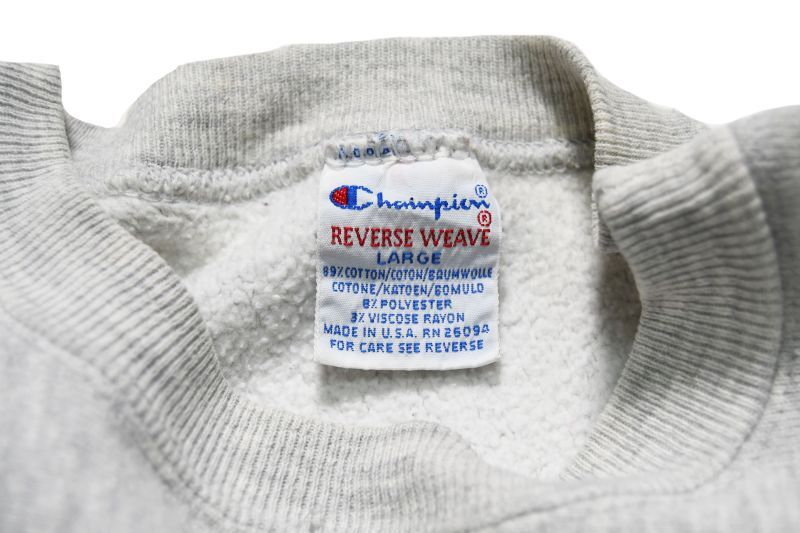 Champion®
REVERSE WEAVE®
LARGE
89% COTTON/COTON/BAUMWOLLE
COTONE/KATOEN/BOMULD
8% POLYESTER
3% VISCOSE RAYON
MADE IN U.S.A. RN 26094
FOR CARE SEE REVERSE